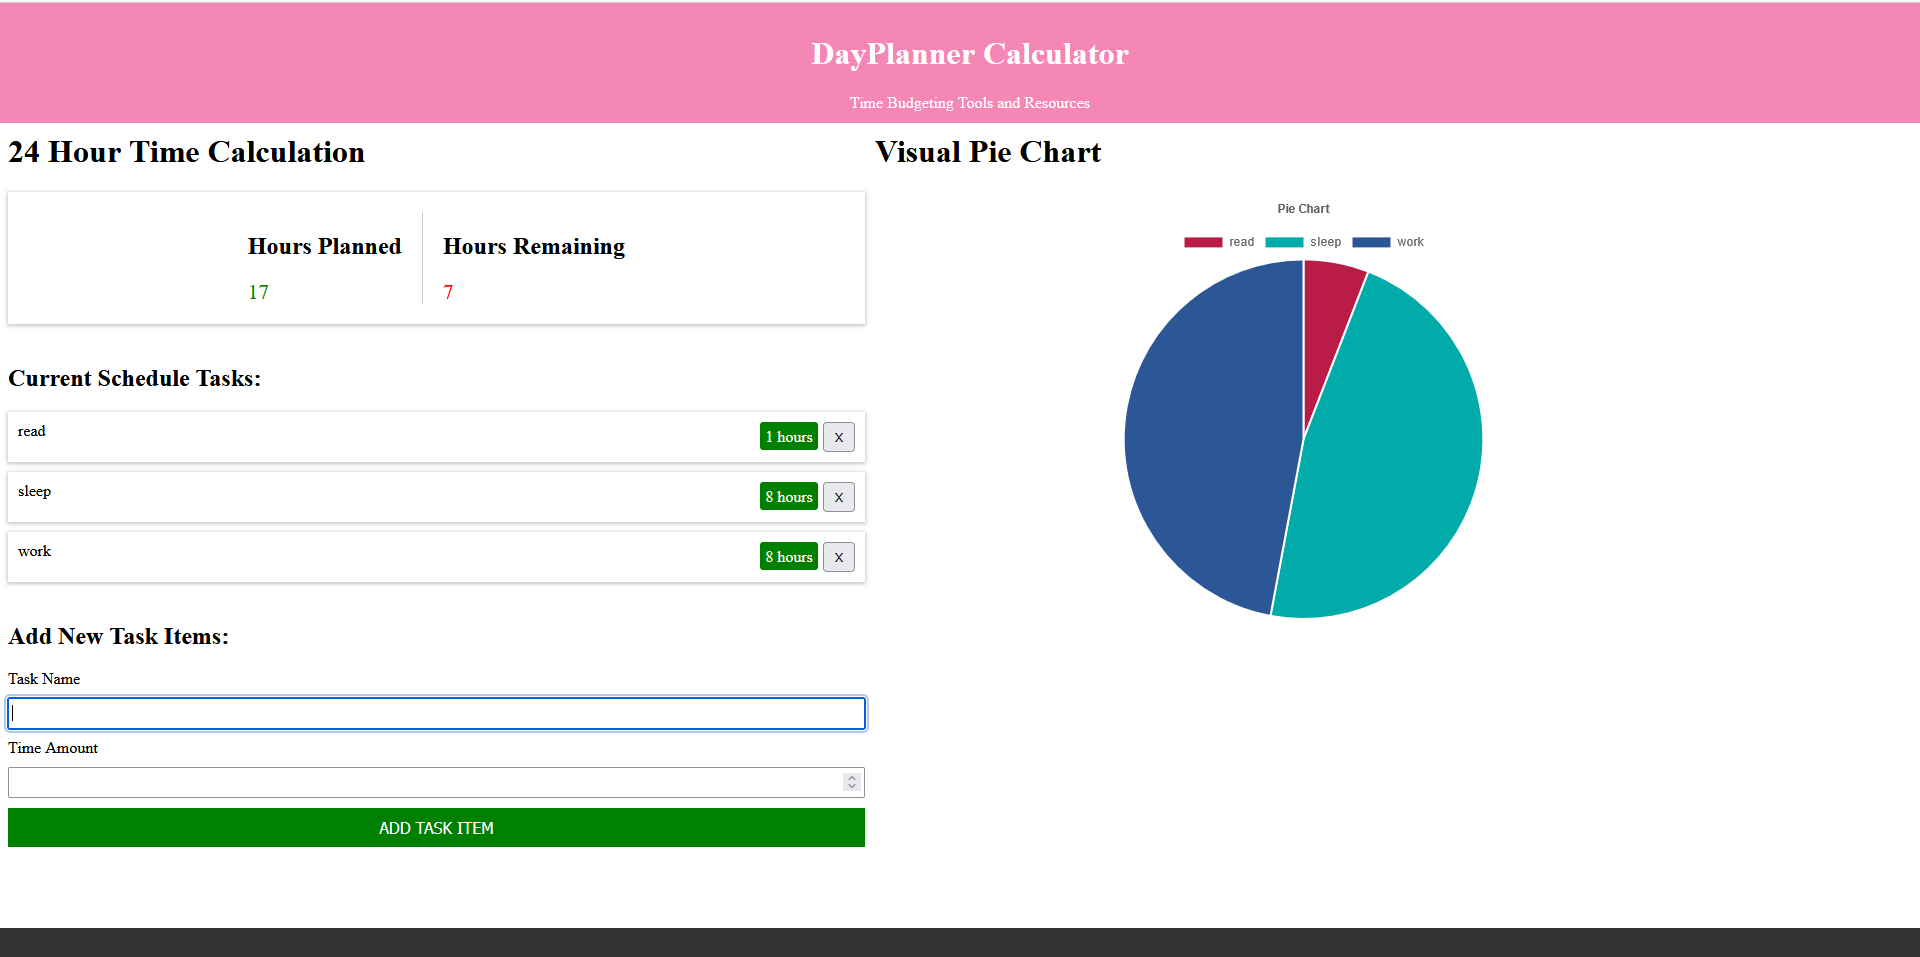 DayPlanner Calculator
Time Budgeting Tools and Resources
24 Hour Time Calculation
Hours Planned
17
Hours Remaining
7
Current Schedule Tasks:
read 1 hours X
sleep 8 hours X
work 8 hours X
Add New Task Items:
Task Name
Time Amount
ADD TASK ITEM
Visual Pie Chart
Pie Chart
read sleep work